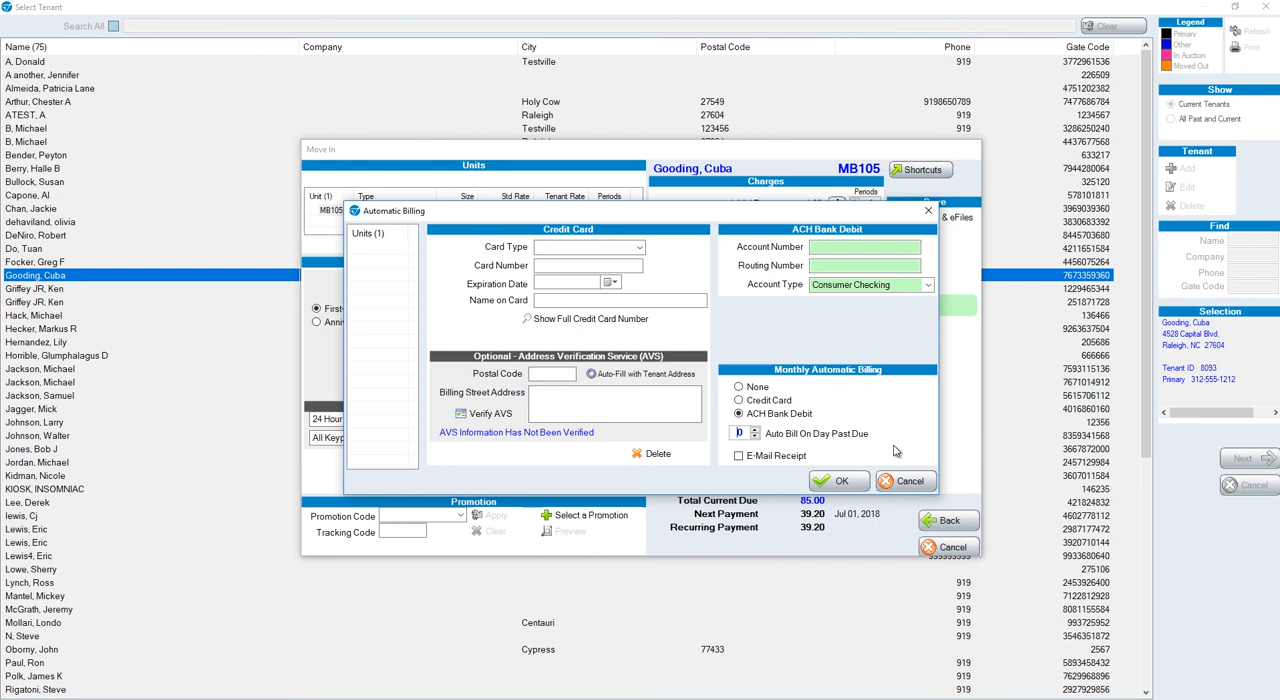 Select Tenant
Search All
Clear
Name (75) Company City Postal Code Phone Gate Code
A. Donald Testville 919 3772961536
A another, Jennifer 226509
Almeida, Patricia Lane 4751202382
Arthur, Chester A Holy Cow 27549 9198650789 7477686784
ATEST, A Raleigh 27604 919 1234567
B, Michael Testville 123456 919 3286250240
B, Michael 4437677568
Bender, Peyton 633217
Berry, Halle B 7944280064
Bullock, Susan 325120
Capone, Al 578101811
Chan, Jackie 3969039360
dehaviland, olivia 3830683392
DeNiro, Robert 8445703680
Do, Tuan 4211651584
Focker, Greg F 4456075264
Gooding, Cuba 7673359360
Griffey JR, Ken 1229465344
Griffey JR, Ken 251871728
Hack, Michael 136466
Hecker, Markus R 9263637504
Hernandez, Lily 205686
Horrible, Glumphalagus D 666666
Jackson, Michael 7593115136
Jackson, Michael 7671014912
Jackson, Samuel 5615706112
Jagger, Mick 4016860160
Johnson, Larry 12356
Johnson, Walter 8359341568
Jones, Bob J 3667872000
Jordan, Michael 2457129984
Kidman, Nicole 3607011584
KIOSK, INSOMNIAC 146235
Lee, Derek 421824832
lewis, Cj 4602778112
Lewis, Eric 2987177472
Lewis, Eric 3920710144
Lewis4, Eric 9933680640
Lowe, Sherry 275106
Lynch, Ross 919 2453926400
Mantel, Mickey 919 7122812928
McGrath, Jeremy 919 8081155584
Mollari, Londo Centauri 919 993725952
N, Steve 919 3546351872
Oborny, John Cypress 77433 2567
Paul, Ron 919 5893458432
Polk, James K 919 7629968896
Rigatoni, Steve 919 2927929856
Legend
Primary
Other
In Auction
Moved Out
Refresh
Print
Show
Current Tenants
All Past and Current
Tenant
Add
Edit
Delete
Find
Name
Company
Phone
Gate Code
Selection
Gooding, Cuba
4528 Capital Blvd.
Raleigh, NC 27604
Tenant ID 8093
Primary 312-555-1212
Next
Cancel
Move In
Units
Unit (1) Type Size Std Rate Tenant Rate Periods
MB105
Gooding, Cuba MB105 Shortcuts
Charges
Periods
& eFiles
First-
Anni
24 Hour
All Keyp
Promotion
Promotion Code Apply Select a Promotion
Tracking Code Clear Preview
Total Current Due 85.00
Next Payment 39.20 Jul 01, 2018
Recurring Payment 39.20
Back
Cancel
Automatic Billing
Units (1)
Credit Card
Card Type
Card Number
Expiration Date
Name on Card
Show Full Credit Card Number
Optional - Address Verification Service (AVS)
Postal Code Auto-Fill with Tenant Address
Billing Street Address
Verify AVS
AVS Information Has Not Been Verified
Delete
ACH Bank Debit
Account Number
Routing Number
Account Type Consumer Checking
Monthly Automatic Billing
None
Credit Card
ACH Bank Debit
0 Auto Bill On Day Past Due
E-Mail Receipt
OK Cancel